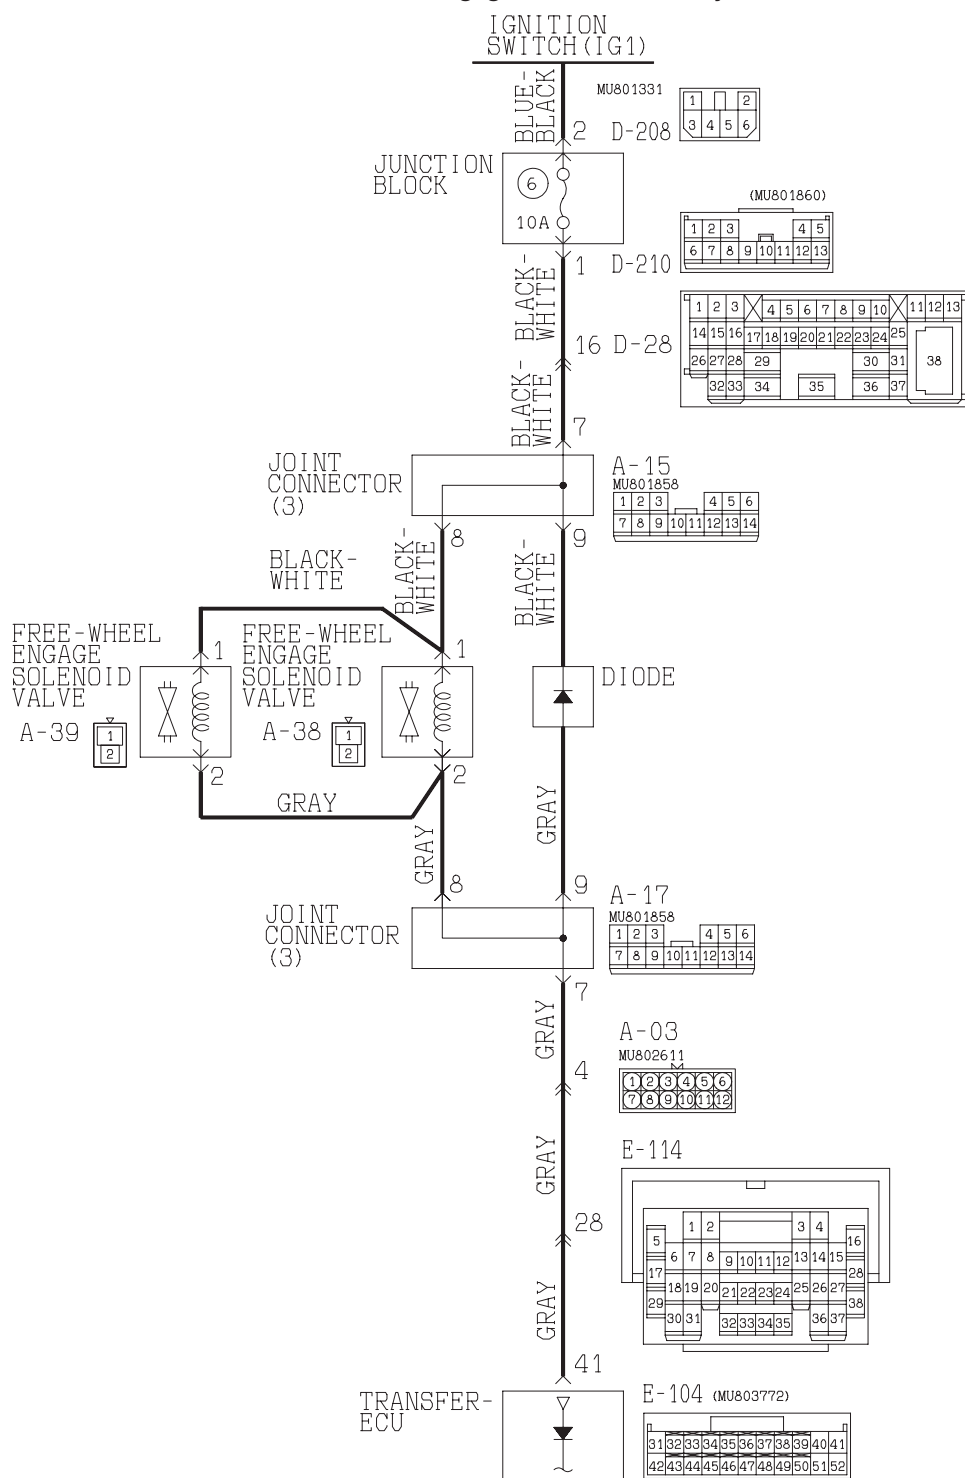 IGNITION
SWITCH(IG1)
BLUE-
BLACK
MU801331
1 2
3 4 5 6
2 D-208
JUNCTION
BLOCK
6
10A
(MU801860)
1 2 3 4 5
6 7 8 9 10 11 12 13
1 D-210
BLACK-
WHITE
16 D-28
1 2 3 4 5 6 7 8 9 10 11 12 13
14 15 16 17 18 19 20 21 22 23 24 25
26 27 28 29 30 31 38
32 33 34 35 36 37
BLACK-
WHITE
7
JOINT
CONNECTOR
(3)
A-15
MU801858
1 2 3 4 5 6
7 8 9 10 11 12 13 14
8 9
BLACK-
WHITE
BLACK-
WHITE
BLACK-
WHITE
FREE-WHEEL
ENGAGE
SOLENOID
VALVE
A-39
1
2
1
2
FREE-WHEEL
ENGAGE
SOLENOID
VALVE
A-38
1
2
1
2
DIODE
GRAY
GRAY
GRAY
8 9
JOINT
CONNECTOR
(3)
A-17
MU801858
1 2 3 4 5 6
7 8 9 10 11 12 13 14
7
GRAY
4
A-03
MU802611
1 2 3 4 5 6
7 8 9 10 11 12
GRAY
28
E-114
1 2 3 4
5 16
6 7 8 9 10 11 12 13 14 15
17 28
18 19 20 21 22 23 24 25 26 27
29 38
30 31 32 33 34 35 36 37
GRAY
41
TRANSFER-
ECU
E-104 (MU803772)
31 32 33 34 35 36 37 38 39 40 41
42 43 44 45 46 47 48 49 50 51 52